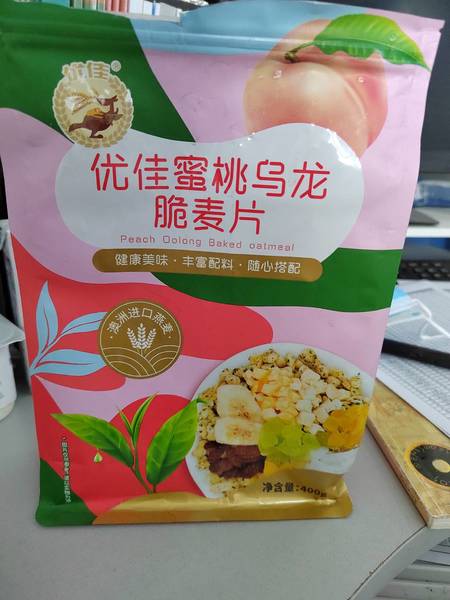 优佳®
优佳蜜桃乌龙
脆麦片
Peach Oolong Baked oatmeal
健康美味·丰富配料·随心搭配
·澳洲进口燕麦·
净含量:400g